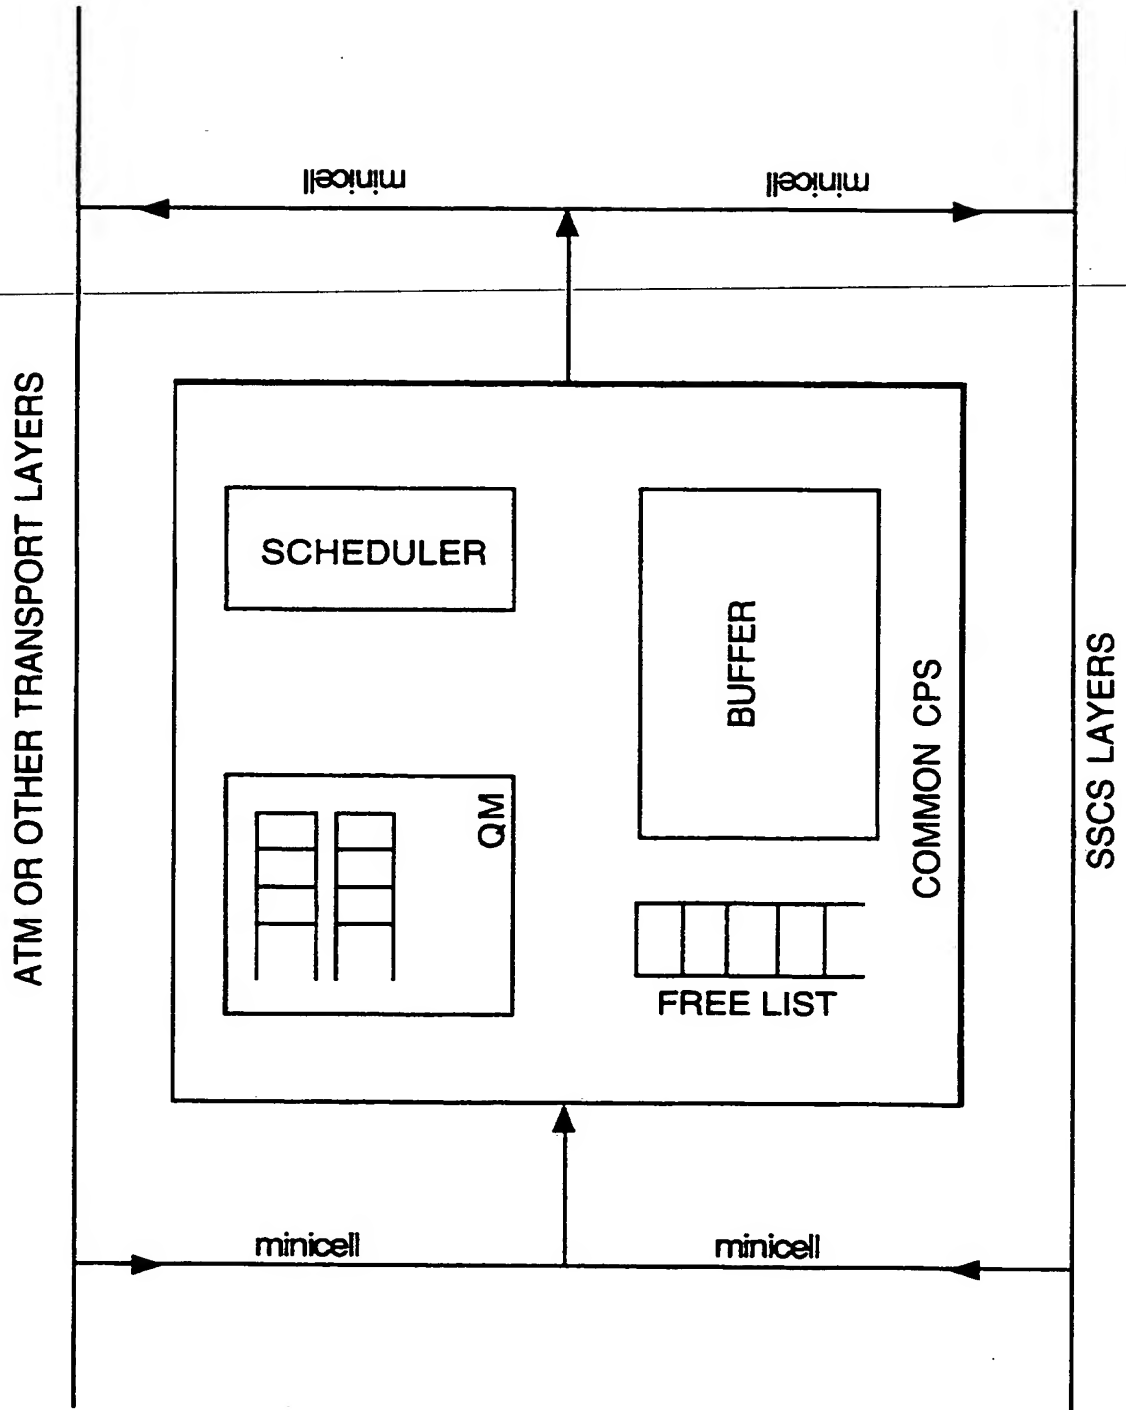 minicell
minicell
ATM OR OTHER TRANSPORT LAYERS
SCHEDULER
BUFFER
QM
COMMON CPS
SSCS LAYERS
FREE LIST
minicell
minicell